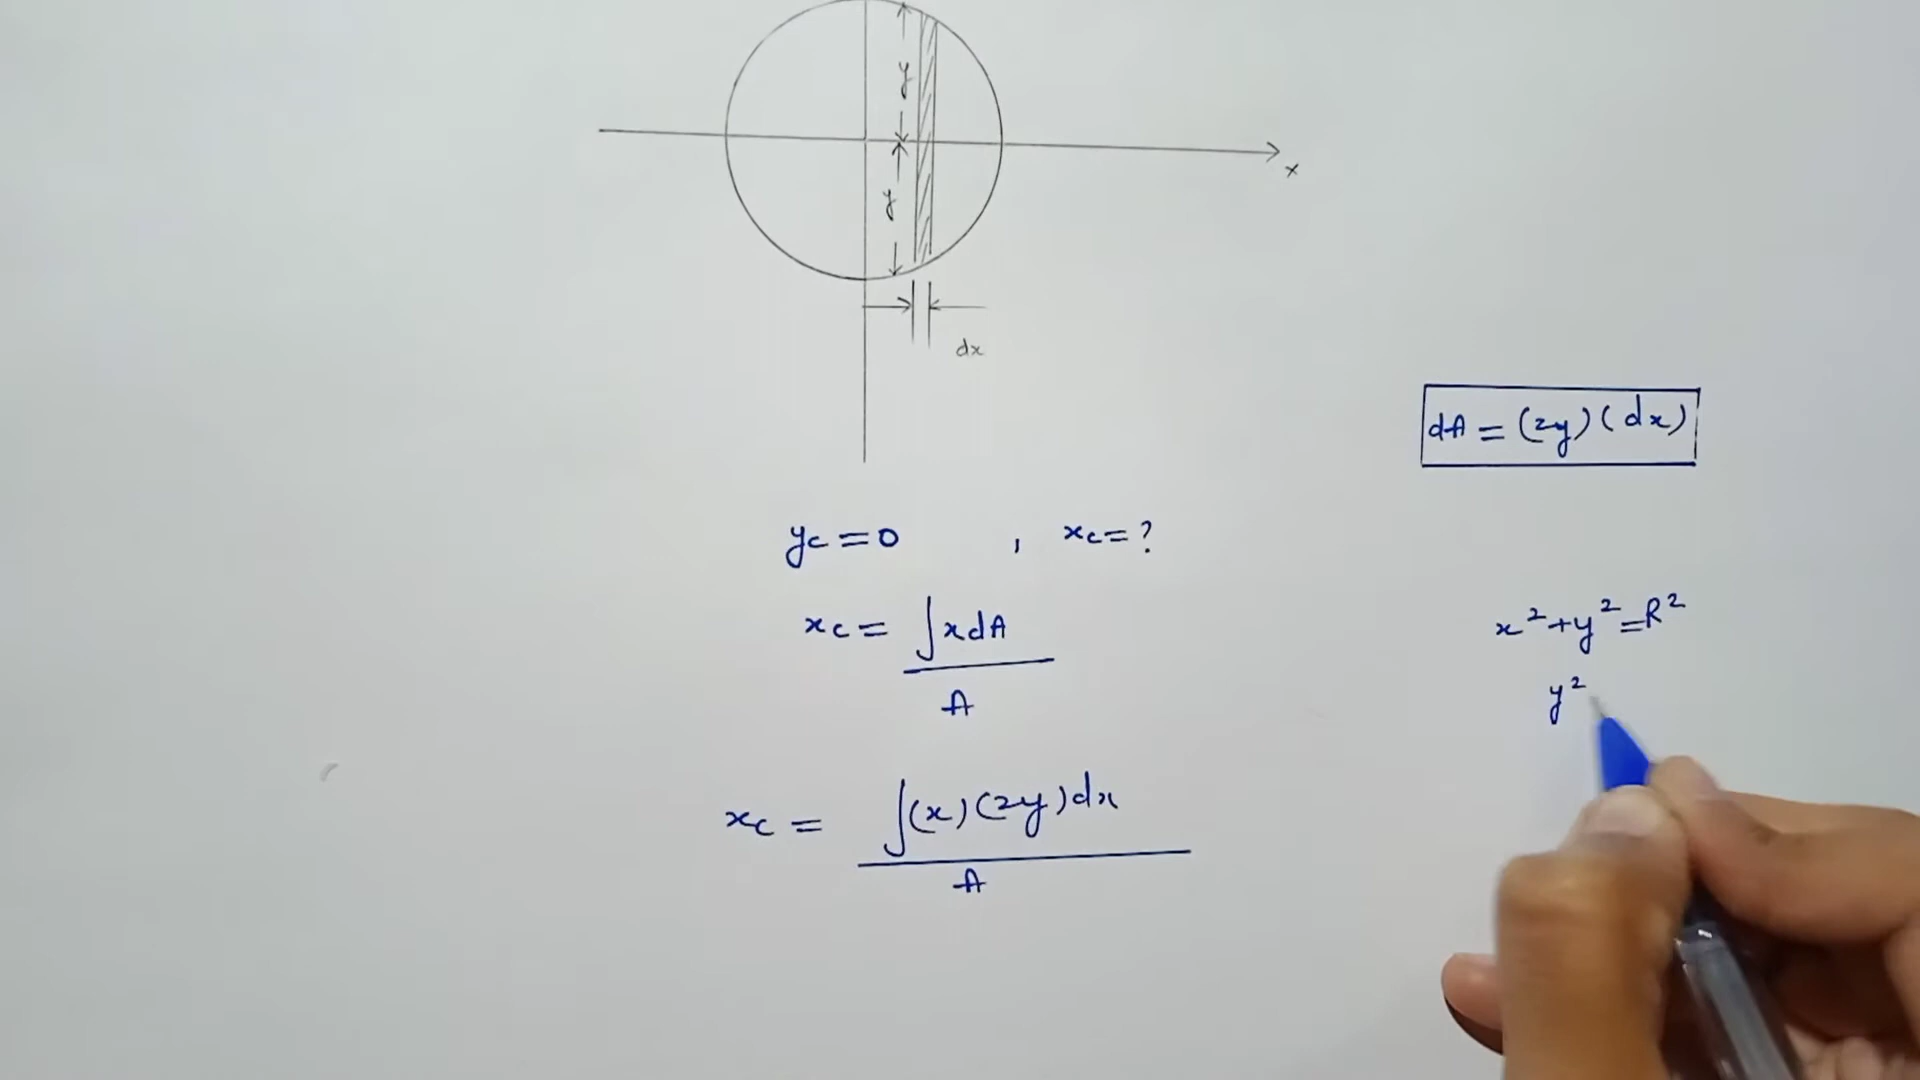 y
x
y
dx
dA = (2y)(dx)
yc = 0 , xc = ?
xc = ∫xdA
A
x² + y² = R²
y²
xc = ∫(x)(2y)dx
A